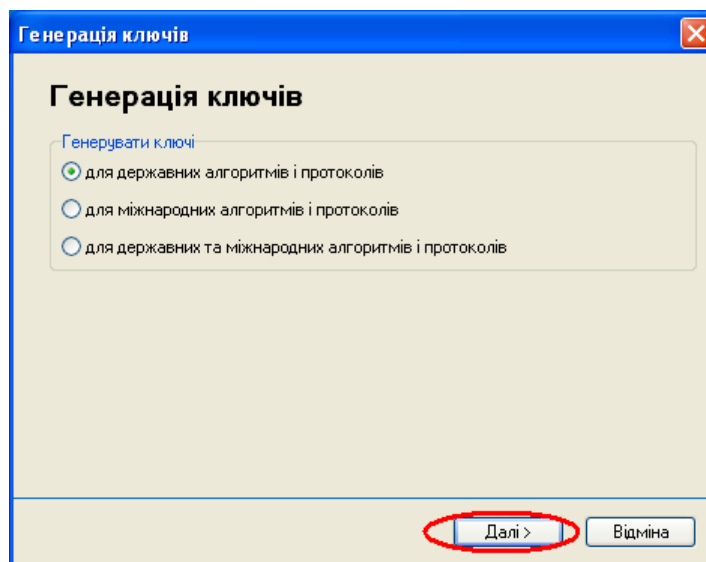 Генерація ключів
Генерація ключів
Генерувати ключі
для державних алгоритмів і протоколів
для міжнародних алгоритмів і протоколів
для державних та міжнародних алгоритмів і протоколів
Далі > Відміна